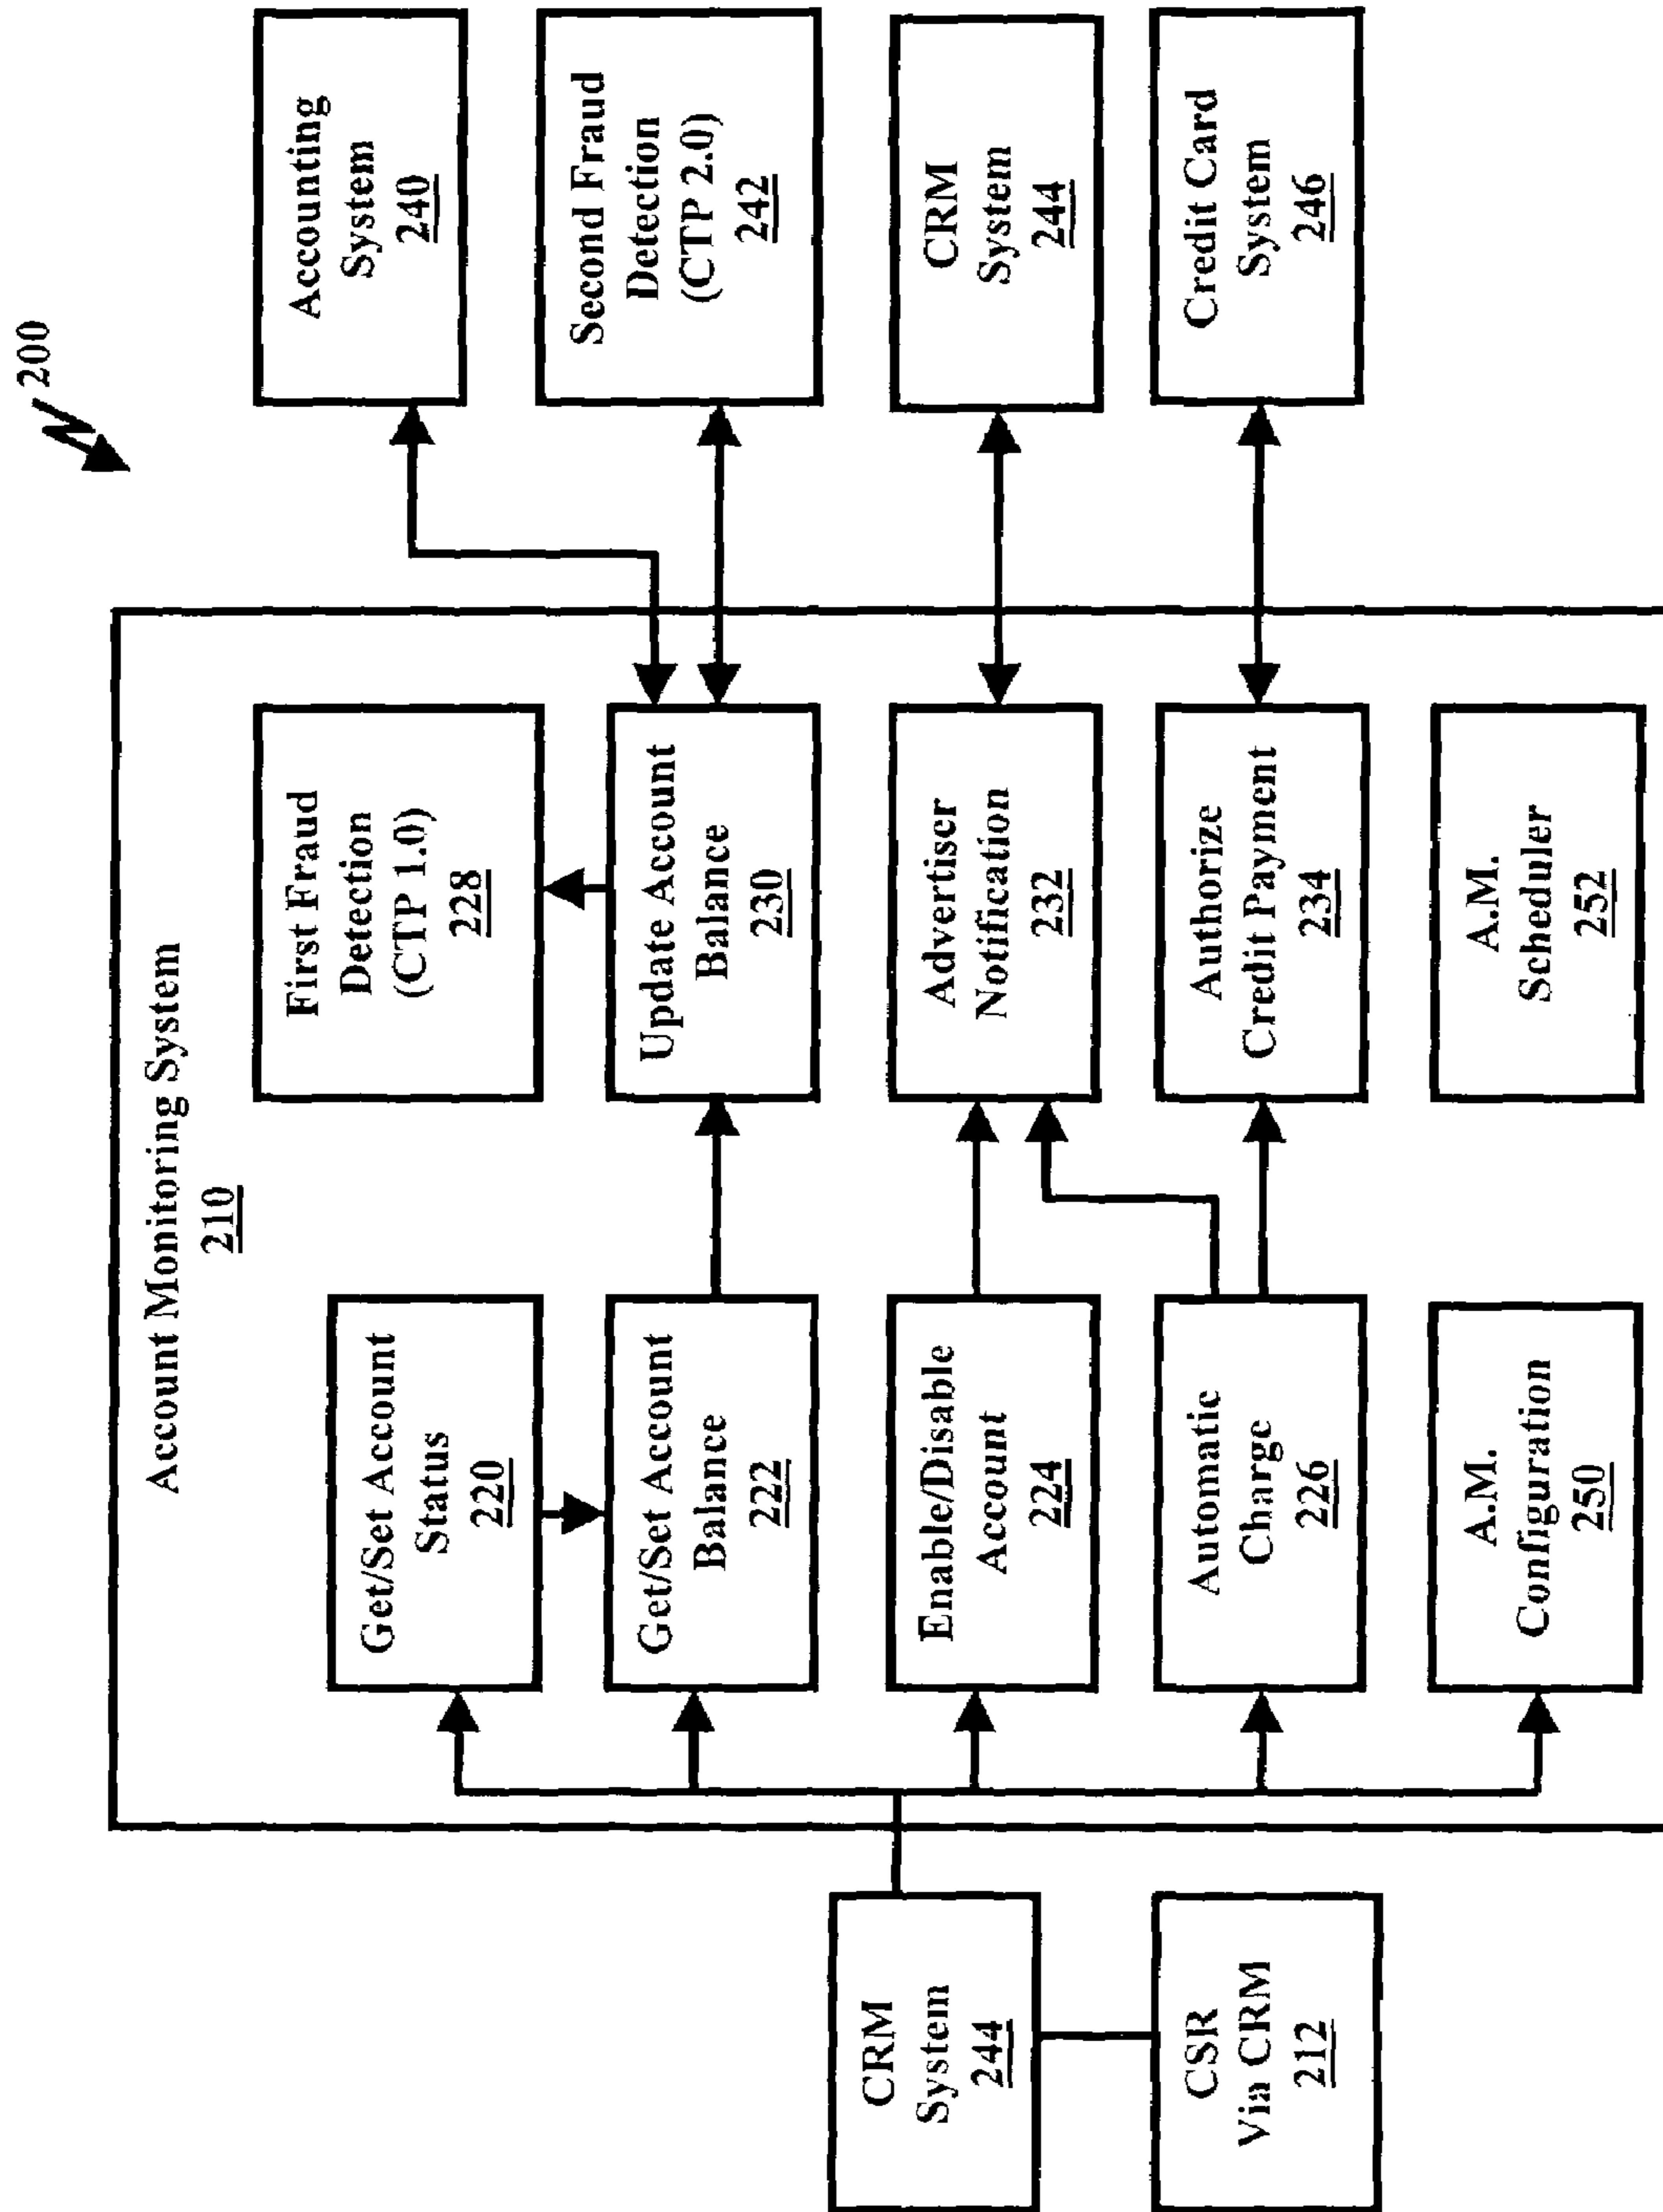 200
Account Monitoring System
210
CRM
System
244
CSR
Via CRM
212
Get/Set Account
Status
220
Get/Set Account
Balance
222
Enable/Disable
Account
224
Automatic
Charge
226
A.M.
Configuration
250
First Fraud
Detection
(CTP 1.0)
228
Update Account
Balance
230
Advertiser
Notification
232
Authorize
Credit Payment
234
A.M.
Scheduler
252
Accounting
System
240
Second Fraud
Detection
(CTP 2.0)
242
CRM
System
244
Credit Card
System
246